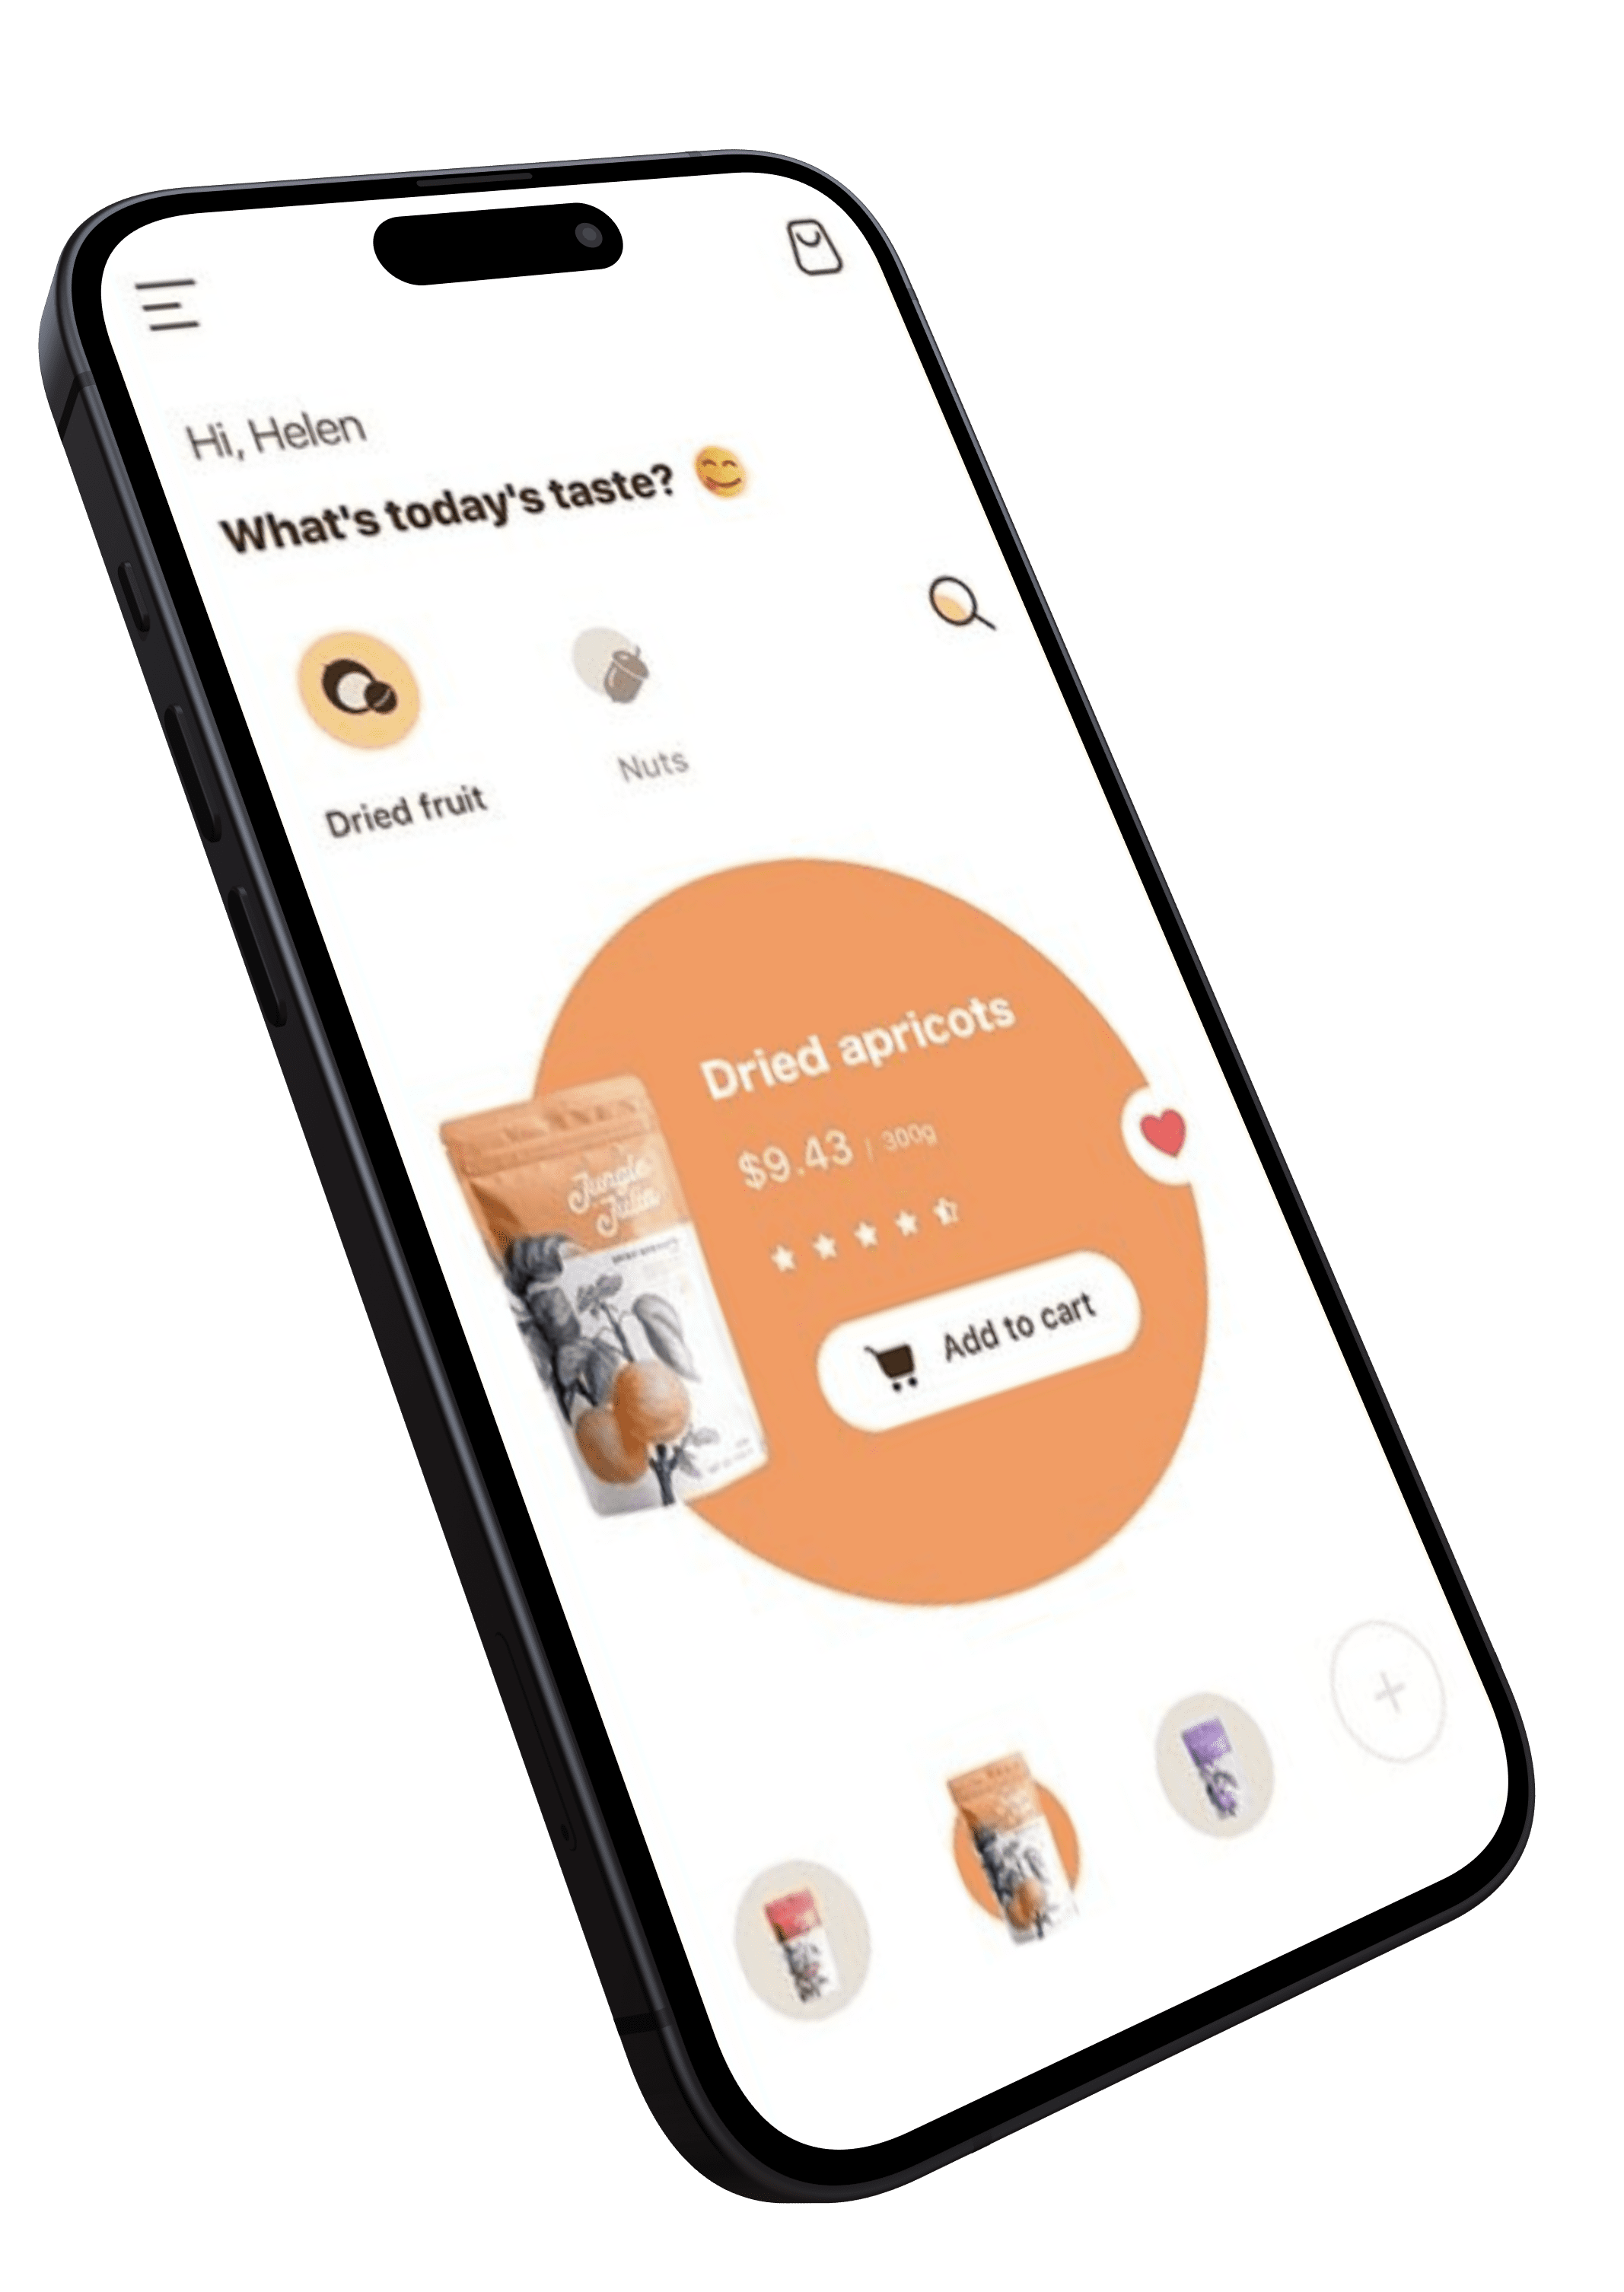 Hi, Helen
What's today's taste? 😋
Dried fruit
Nuts
Dried apricots
$9.43 | 300g
Jungle
Julia
Add to cart